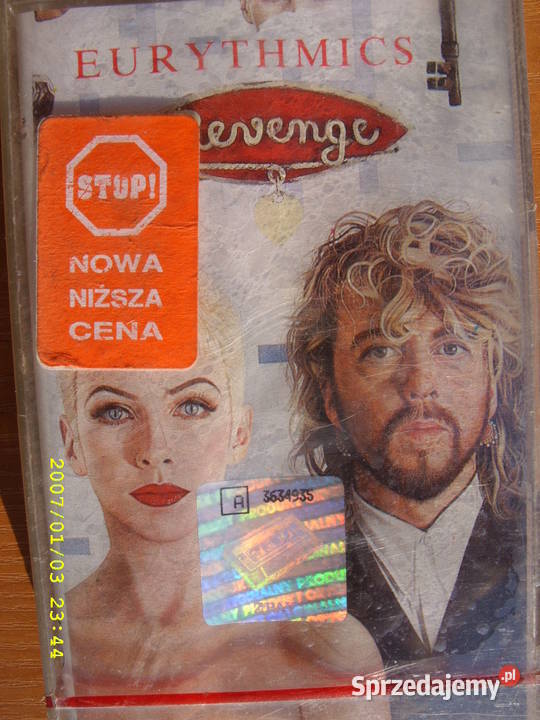 EURYTHMICS
Revenge
STOP!
NOWA
NIŻSZA
CENA
A 3634935
2007/01/03 23:44
Sprzedajemy.pl